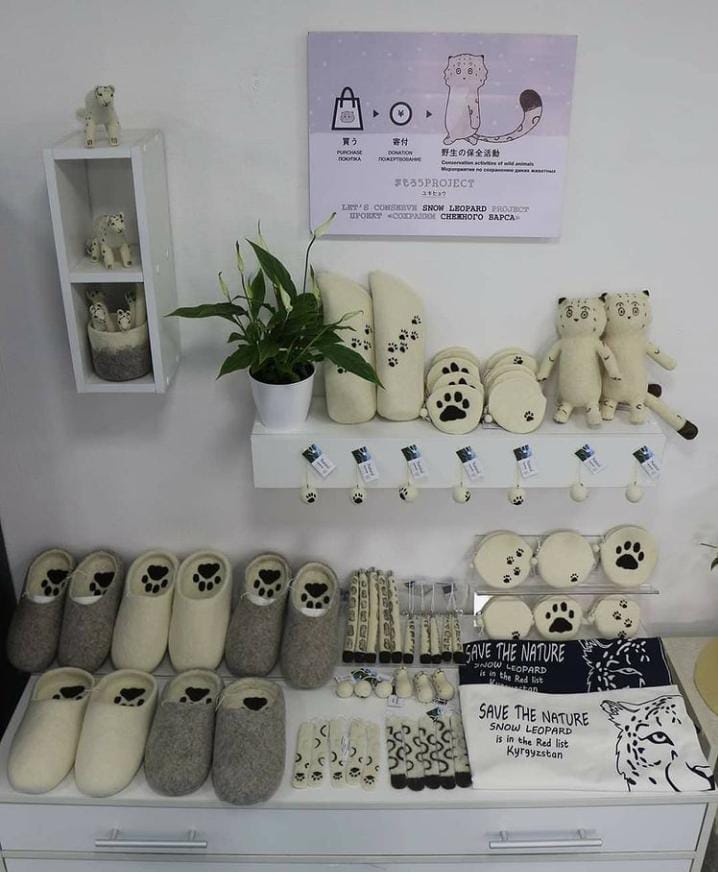 買う
PURCHASE
ПОКУПКА
¥
寄付
DONATION
ПОЖЕРТВОВАНИЕ
野生の保全活動
Conservation activities of wild animals
Мероприятия по сохранению диких животных
まもろうPROJECT
ユキヒョウ
LET'S CONSERVE SNOW LEOPARD PROJECT
ПРОЕКТ «СОХРАНИМ СНЕЖНОГО БАРСА»
SAVE THE NATURE
SNOW LEOPARD
is in the Red list
Kyrgyzstan
SAVE THE NATURE
SNOW LEOPARD
is in the Red list
Kyrgyzstan